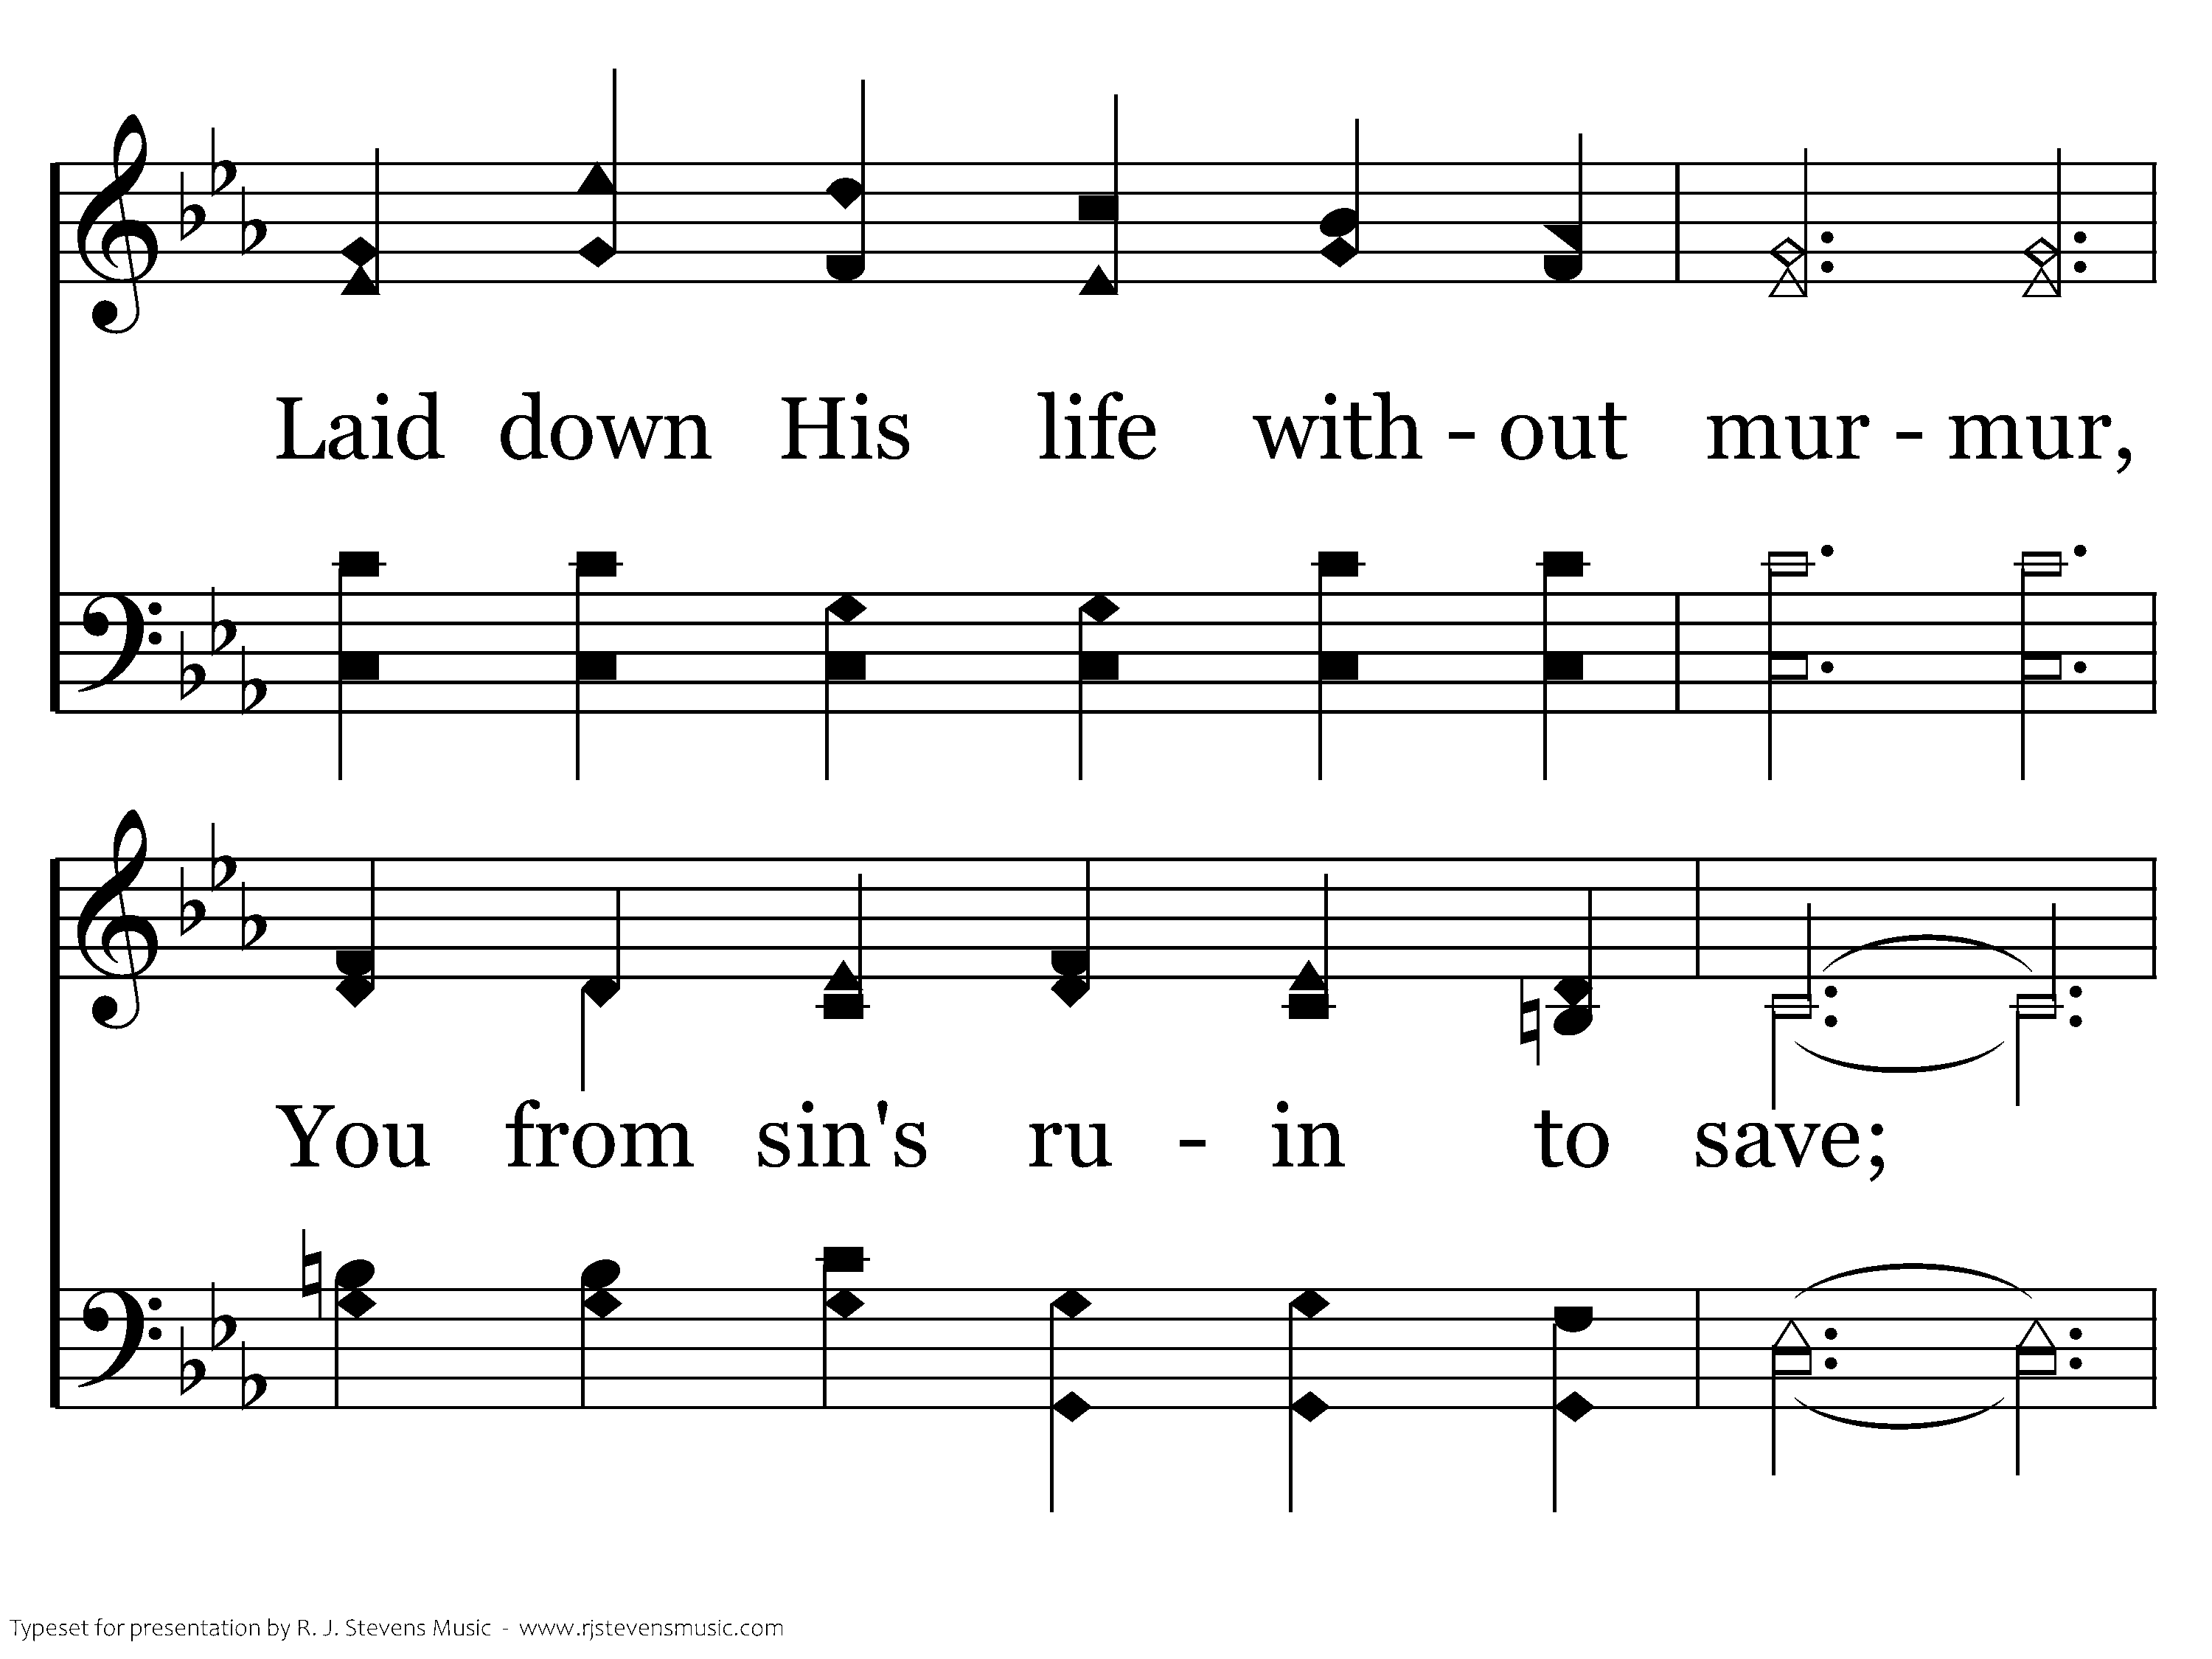 Laid down His life with - out mur - mur,
You from sin's ru - in to save;
Typeset for presentation by R. J. Stevens Music - www.rjstevensmusic.com